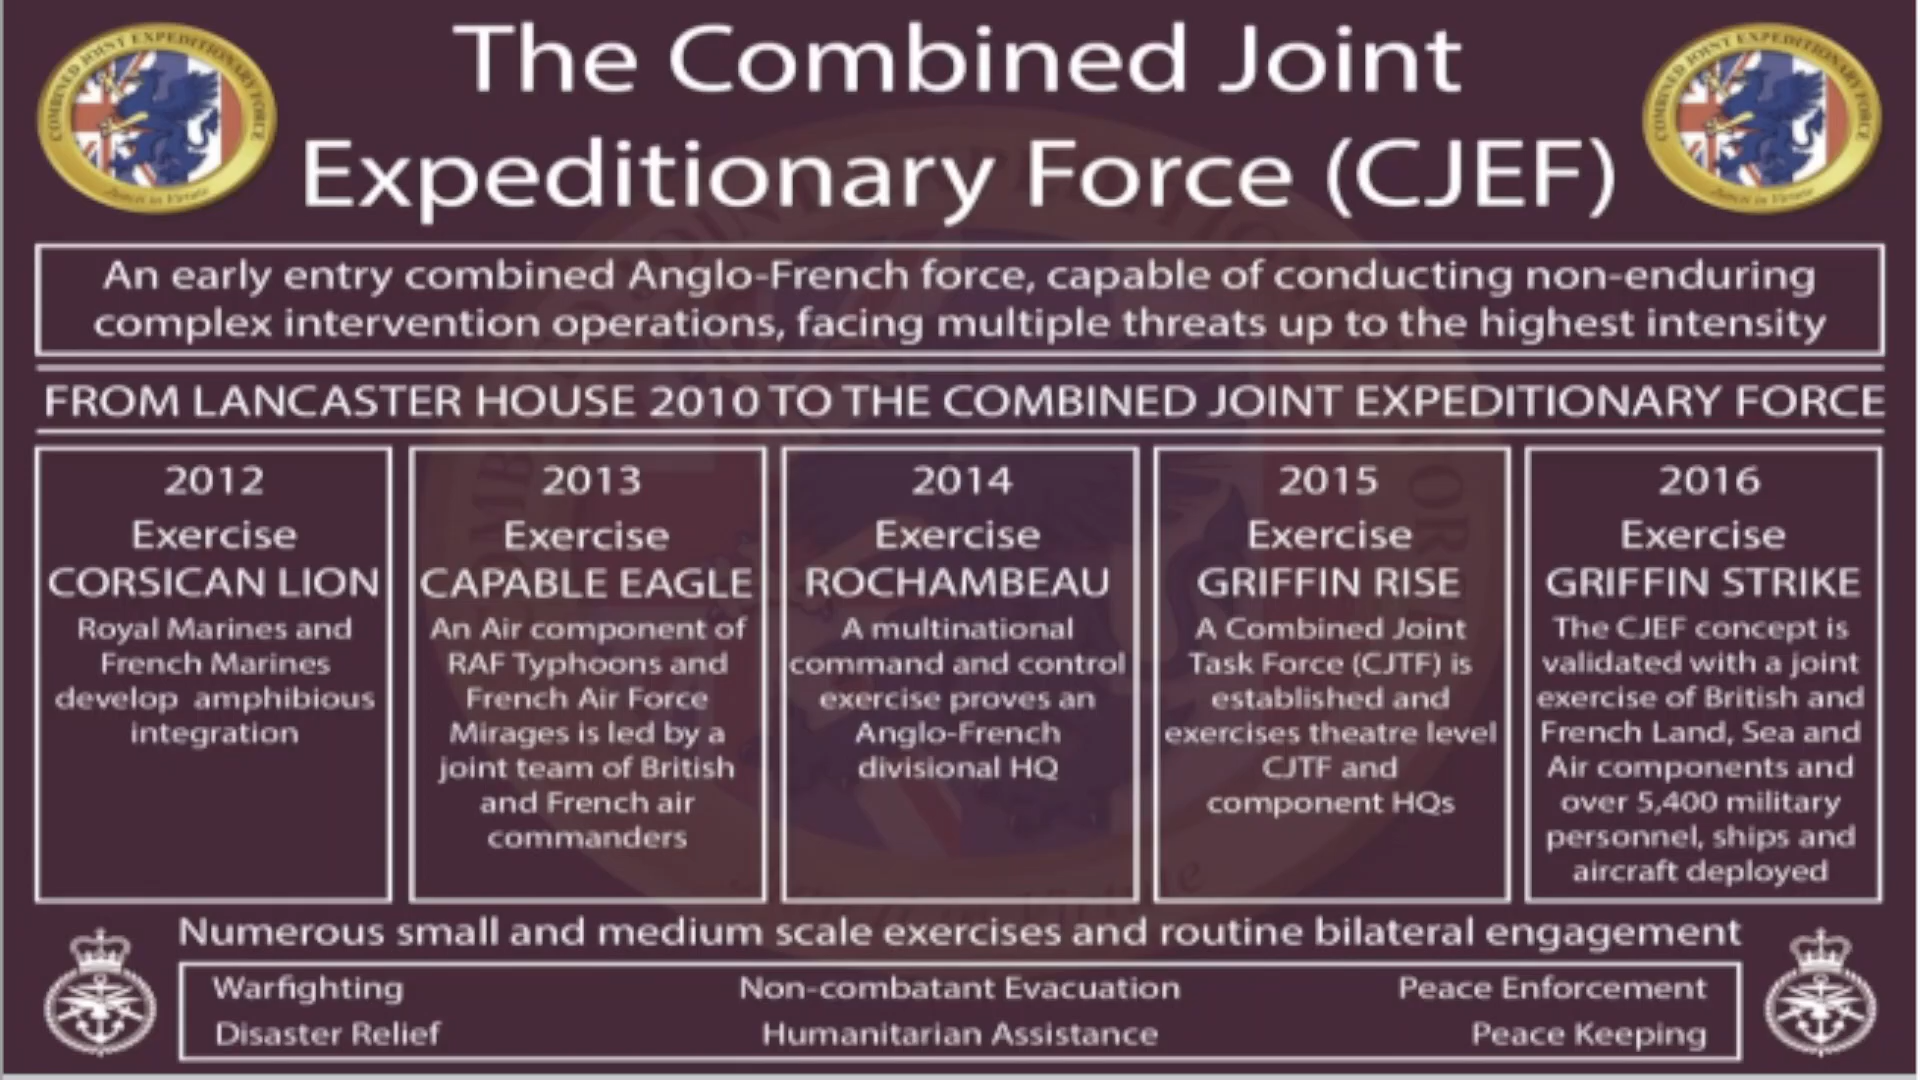 COMBINED JOINT EXPEDITIONARY FORCE
The Combined Joint
Expeditionary Force (CJEF)
COMBINED JOINT EXPEDITIONARY FORCE
An early entry combined Anglo-French force, capable of conducting non-enduring
complex intervention operations, facing multiple threats up to the highest intensity
FROM LANCASTER HOUSE 2010 TO THE COMBINED JOINT EXPEDITIONARY FORCE
2012
Exercise
CORSICAN LION
Royal Marines and
French Marines
develop amphibious
integration
2013
Exercise
CAPABLE EAGLE
An Air component of
RAF Typhoons and
French Air Force
Mirages is led by a
joint team of British
and French air
commanders
2014
Exercise
ROCHAMBEAU
A multinational
command and control
exercise proves an
Anglo-French
divisional HQ
2015
Exercise
GRIFFIN RISE
A Combined Joint
Task Force (CJTF) is
established and
exercises theatre level
CJTF and
component HQs
2016
Exercise
GRIFFIN STRIKE
The CJEF concept is
validated with a joint
exercise of British and
French Land, Sea and
Air components and
over 5,400 military
personnel, ships and
aircraft deployed
Numerous small and medium scale exercises and routine bilateral engagement
Warfighting Non-combatant Evacuation Peace Enforcement
Disaster Relief Humanitarian Assistance Peace Keeping